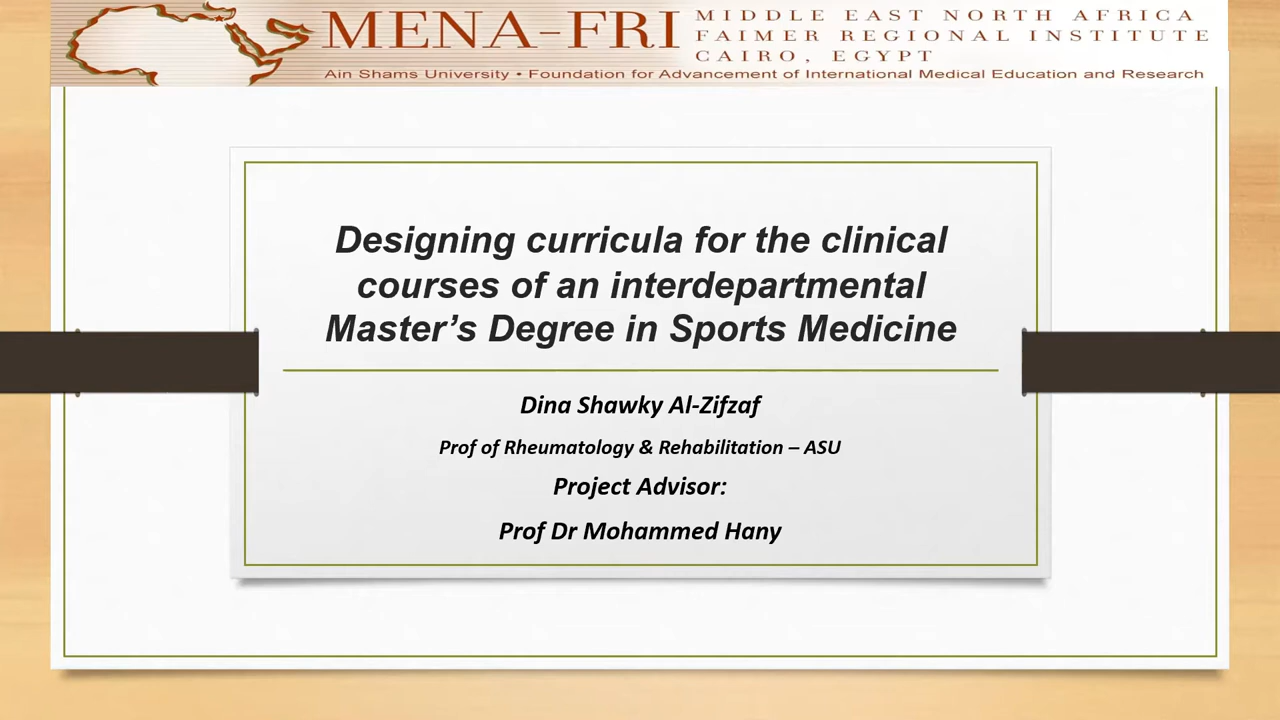 MENA-FRI
MIDDLE EAST NORTH AFRICA
FAIMER REGIONAL INSTITUTE
CAIRO, EGYPT
Ain Shams University • Foundation for Advancement of International Medical Education and Research
Designing curricula for the clinical
courses of an interdepartmental
Master’s Degree in Sports Medicine
Dina Shawky Al-Zifzaf
Prof of Rheumatology & Rehabilitation – ASU
Project Advisor:
Prof Dr Mohammed Hany